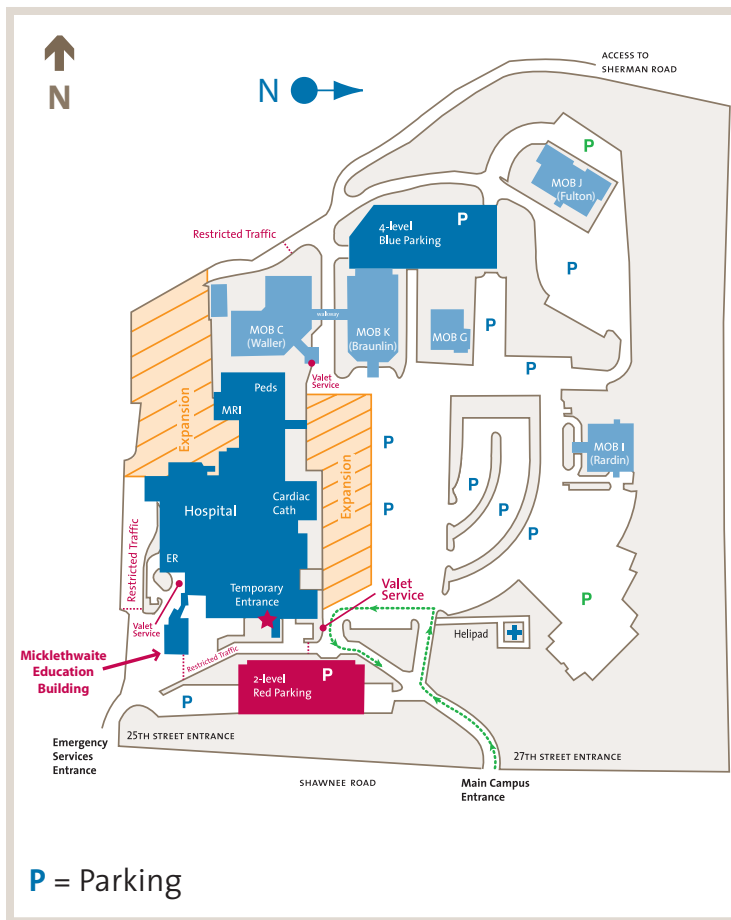 ACCESS TO
SHERMAN ROAD
N
N
P
MOB J
(Fulton)
P
4-level
Blue Parking
Restricted Traffic
P
MOB C
(Waller)
walkway
MOB K
(Braunlin)
MOB G
P
P
Valet
Service
Peds
MRI
Expansion
P
MOB I
(Rardin)
Cardiac
Cath
Expansion
P
P
P
P
Hospital
Restricted Traffic
ER
Temporary
Entrance
Valet
Service
P
Valet
Service
Helipad
Micklethwaite
Education
Building
Restricted Traffic
2-level
Red Parking
P
P
25TH STREET ENTRANCE
Emergency
Services
Entrance
27TH STREET ENTRANCE
SHAWNEE ROAD
Main Campus
Entrance
P = Parking